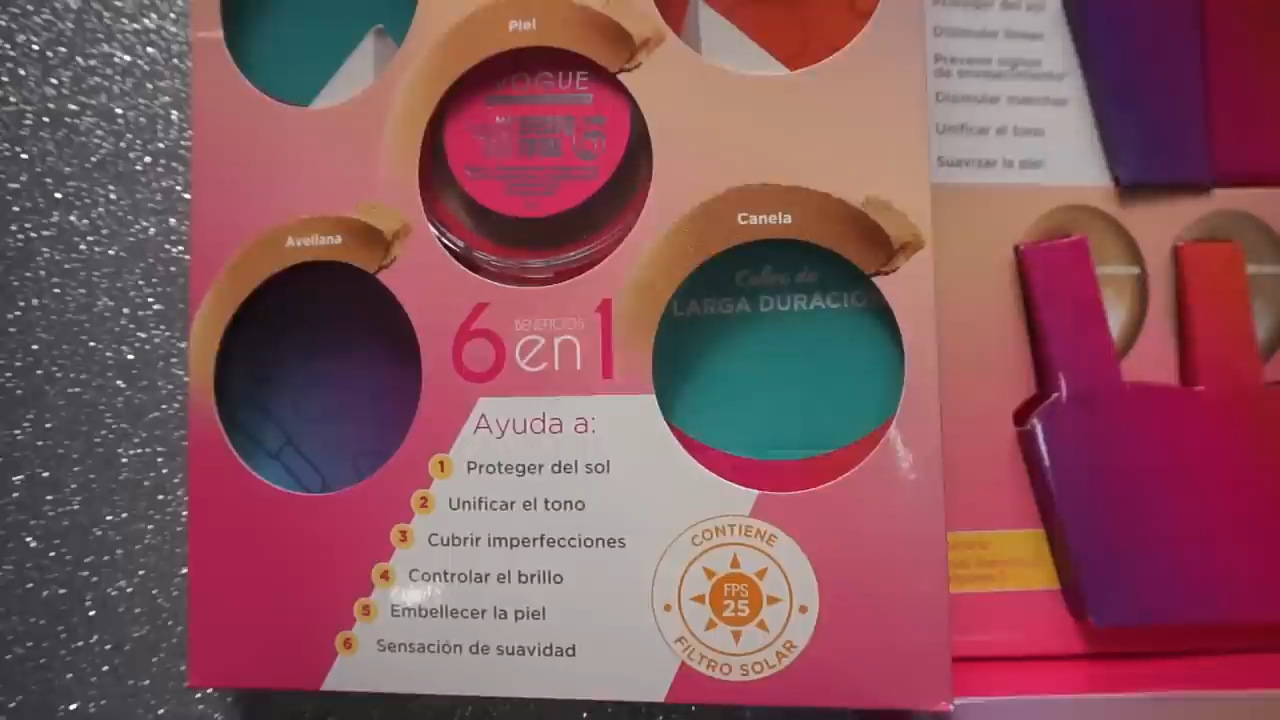 Piel
VOGUE
Avellana
Canela
Color de
LARGA DURACIÓ
6 BENEFICIOS en 1
Ayuda a:
1 Proteger del sol
2 Unificar el tono
3 Cubrir imperfecciones
4 Controlar el brillo
5 Embellecer la piel
6 Sensación de suavidad
CONTIENE
FPS
25
FILTRO SOLAR
Proteger del sol
Disimular líneas
Prevenir signos
de envejecimiento
Disimular manchas
Unificar el tono
Suavizar la piel